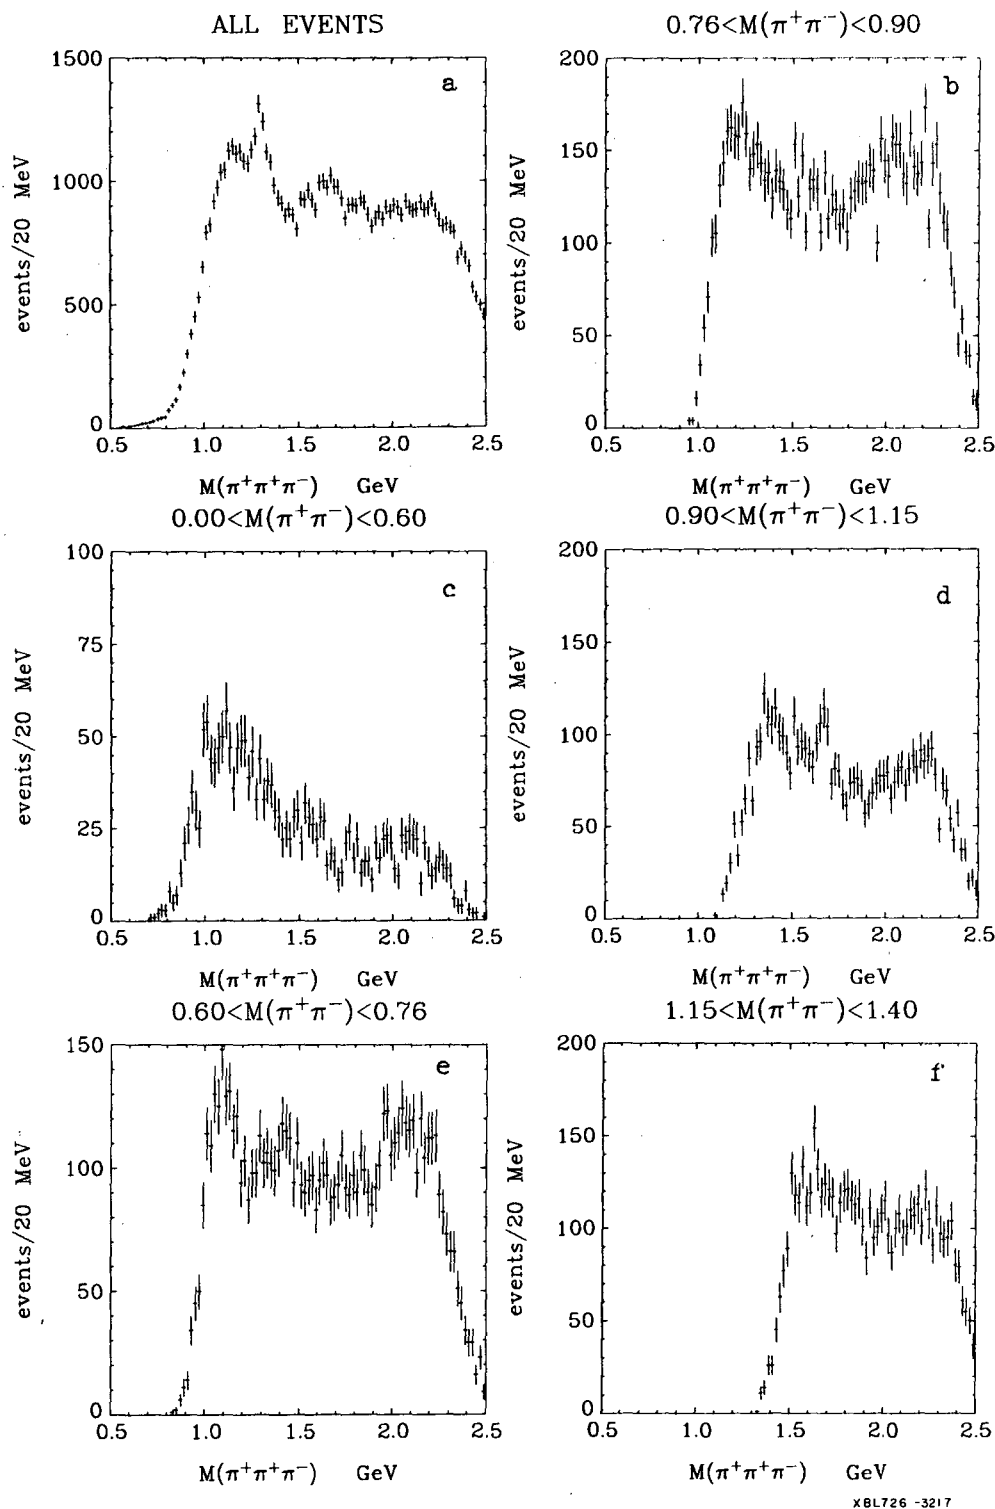 ALL EVENTS
1500
1000
500
0
0.5 1.0 1.5 2.0 2.5
events/20 MeV
M(π⁺π⁺π⁻) GeV
a
0.76<M(π⁺π⁻)<0.90
200
150
100
50
0
0.5 1.0 1.5 2.0 2.5
events/20 MeV
M(π⁺π⁺π⁻) GeV
b
0.00<M(π⁺π⁻)<0.60
100
75
50
25
0
0.5 1.0 1.5 2.0 2.5
events/20 MeV
M(π⁺π⁺π⁻) GeV
c
0.90<M(π⁺π⁻)<1.15
200
150
100
50
0
0.5 1.0 1.5 2.0 2.5
events/20 MeV
M(π⁺π⁺π⁻) GeV
d
0.60<M(π⁺π⁻)<0.76
150
100
50
0
0.5 1.0 1.5 2.0 2.5
events/20 MeV
M(π⁺π⁺π⁻) GeV
e
1.15<M(π⁺π⁻)<1.40
200
150
100
50
0
0.5 1.0 1.5 2.0 2.5
events/20 MeV
M(π⁺π⁺π⁻) GeV
f
XBL726-3217